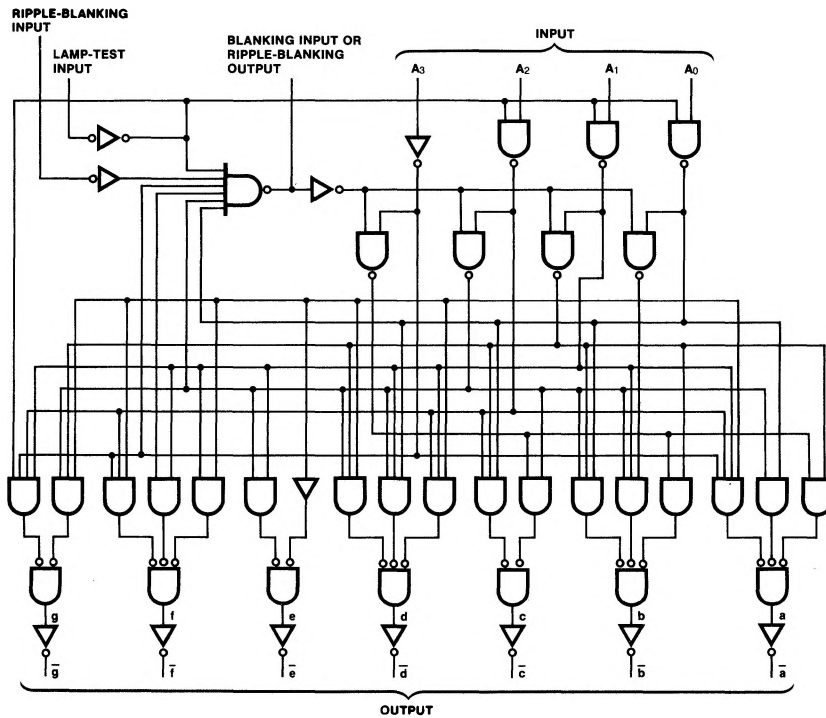 RIPPLE-BLANKING
INPUT
LAMP-TEST
INPUT
BLANKING INPUT OR
RIPPLE-BLANKING
OUTPUT
INPUT
A3
A2
A1
A0
g
f
e
d
c
b
a
g̅
f̅
e̅
d̅
c̅
b̅
a̅
OUTPUT